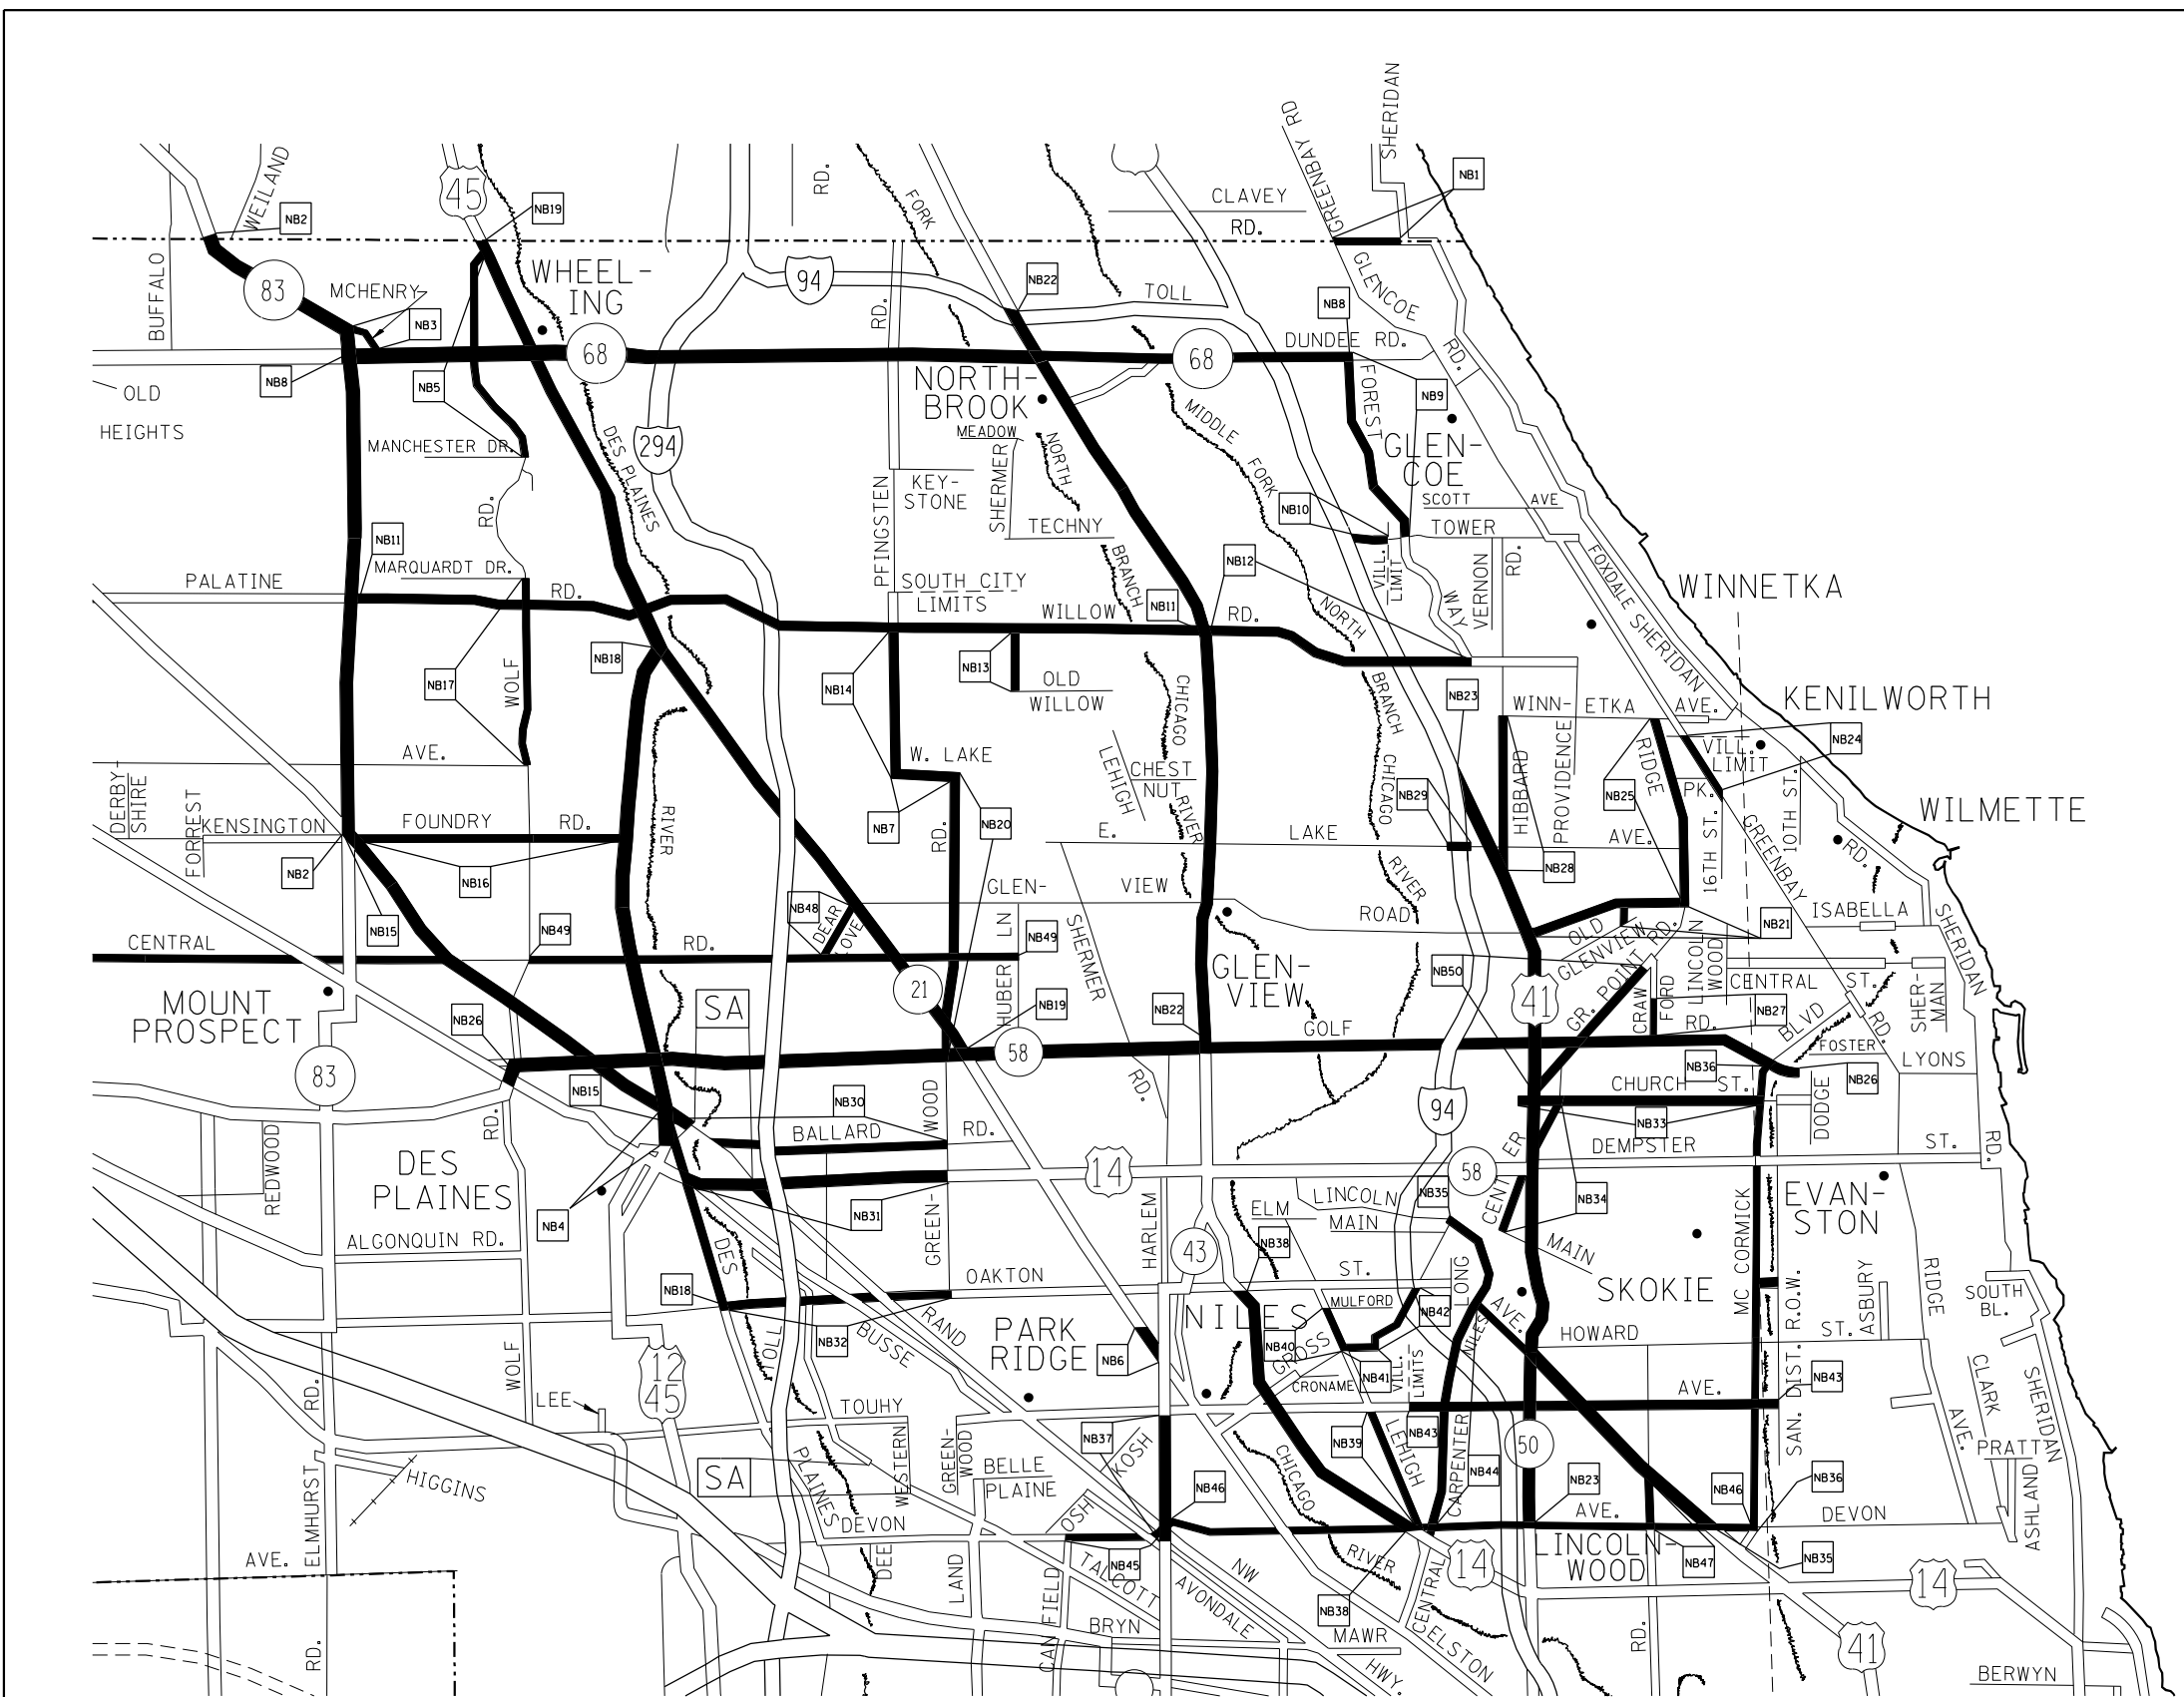 SHERIDAN
GREENBAY RD
WEILAND
NB2
45
NB19
FORK
RD.
CLAVEY
RD.
NB1
BUFFALO
83
MCHENRY
NB3
WHEEL-
ING
94
NB22
TOLL
GLENCOE
RD.
NB8
DUNDEE RD.
68
68
NB8
NB5
OLD
HEIGHTS
RD.
NORTH-
BROOK
MEADOW
MIDDLE
FORK
FOREST
NB9
GLEN-
COE
MANCHESTER DR.
294
DES PLAINES
SHERMER
NORTH
KEY-
STONE
SCOTT AVE
NB10
TOWER
RD.
TECHNY
PFINGSTEN
NB11
MARQUARDT DR.
PALATINE
RD.
SOUTH CITY
LIMITS
BRANCH
NB12
VILL.
LIMIT
WAY
VERNON
RD.
FOXDALE SHERIDAN
WINNETKA
WILLOW
NB11
RD.
NORTH
NB18
NB17
WOLF
NB14
NB13
OLD
WILLOW
CHICAGO
BRANCH
NB23
WINN-
ETKA
AVE.
KENILWORTH
NB24
VILL.
LIMIT
AVE.
W. LAKE
LEHIGH
CHEST
NUT
RIVER
CHICAGO
NB29
HIBBARD
PROVIDENCE
NB25
RIDGE
PK.
16TH ST.
10TH ST.
GREENBAY
WILMETTE
DERBY-
SHIRE
FORREST
KENSINGTON
FOUNDRY
RD.
RIVER
NB7
RD.
NB20
E.
LAKE
AVE.
RD.
NB2
NB16
NB28
RIVER
NB15
NB48
DEAR
LOVE
GLEN-
VIEW
ROAD
LN
HUBER
SHERMER
NB49
NB49
CENTRAL
RD.
OLD
GLENVIEW
RD.
NB21
ISABELLA
SHERIDAN
LINCOLN
WOOD
NB50
GLEN-
VIEW
CENTRAL
ST.
SHER-
MAN
MOUNT
PROSPECT
SA
21
NB19
NB22
41
GR. POINT
CRAW
FORD
NB27
RD.
BLVD
RD.
NB26
58
GOLF
FOSTER
LYONS
83
NB15
NB36
CHURCH
ST.
NB26
NB30
WOOD
RD.
94
NB33
DODGE
REDWOOD
RD.
BALLARD
RD.
ER
DEMPSTER
ST.
RD.
DES
PLAINES
14
58
CENT
NB34
MC CORMICK
EVAN-
STON
NB4
NB31
GREEN-
HARLEM
LINCOLN
NB35
ELM
MAIN
MAIN
43
NB38
ALGONQUIN RD.
DES
ST.
LONG
SKOKIE
RIDGE
NB18
OAKTON
NILES
MULFORD
NB42
AVE.
ASBURY
SOUTH
BL.
RAND
BUSSE
PARK
RIDGE
NB6
NB40
GROSS
NILES
HOWARD
ST.
R.O.W.
NB32
TOLL
12
45
CRONAME
NB41
VILL.
LIMITS
AVE.
DIST.
NB43
CLARK
SHERIDAN
WOLF
LEE
RD.
TOUHY
NB37
KOSH
NB39
NB43
LEHIGH
CARPENTER
50
SAN.
AVE.
PRATT
HIGGINS
SA
PLAINES
WESTERN
GREEN-
WOOD
BELLE
PLAINE
CHICAGO
NB46
NB44
NB23
AVE.
NB46
NB36
ASHLAND
ELMHURST
AVE.
DEVON
OSH
DEVON
DEE
LAND
NB45
TALCOTT
AVONDALE
NW
RIVER
14
LINCOLN-
WOOD
NB47
NB35
14
CAN FIELD
BRYN
NB38
CENTRAL
MAWR
ELSTON
HWY.
RD.
41
RD.
BERWYN